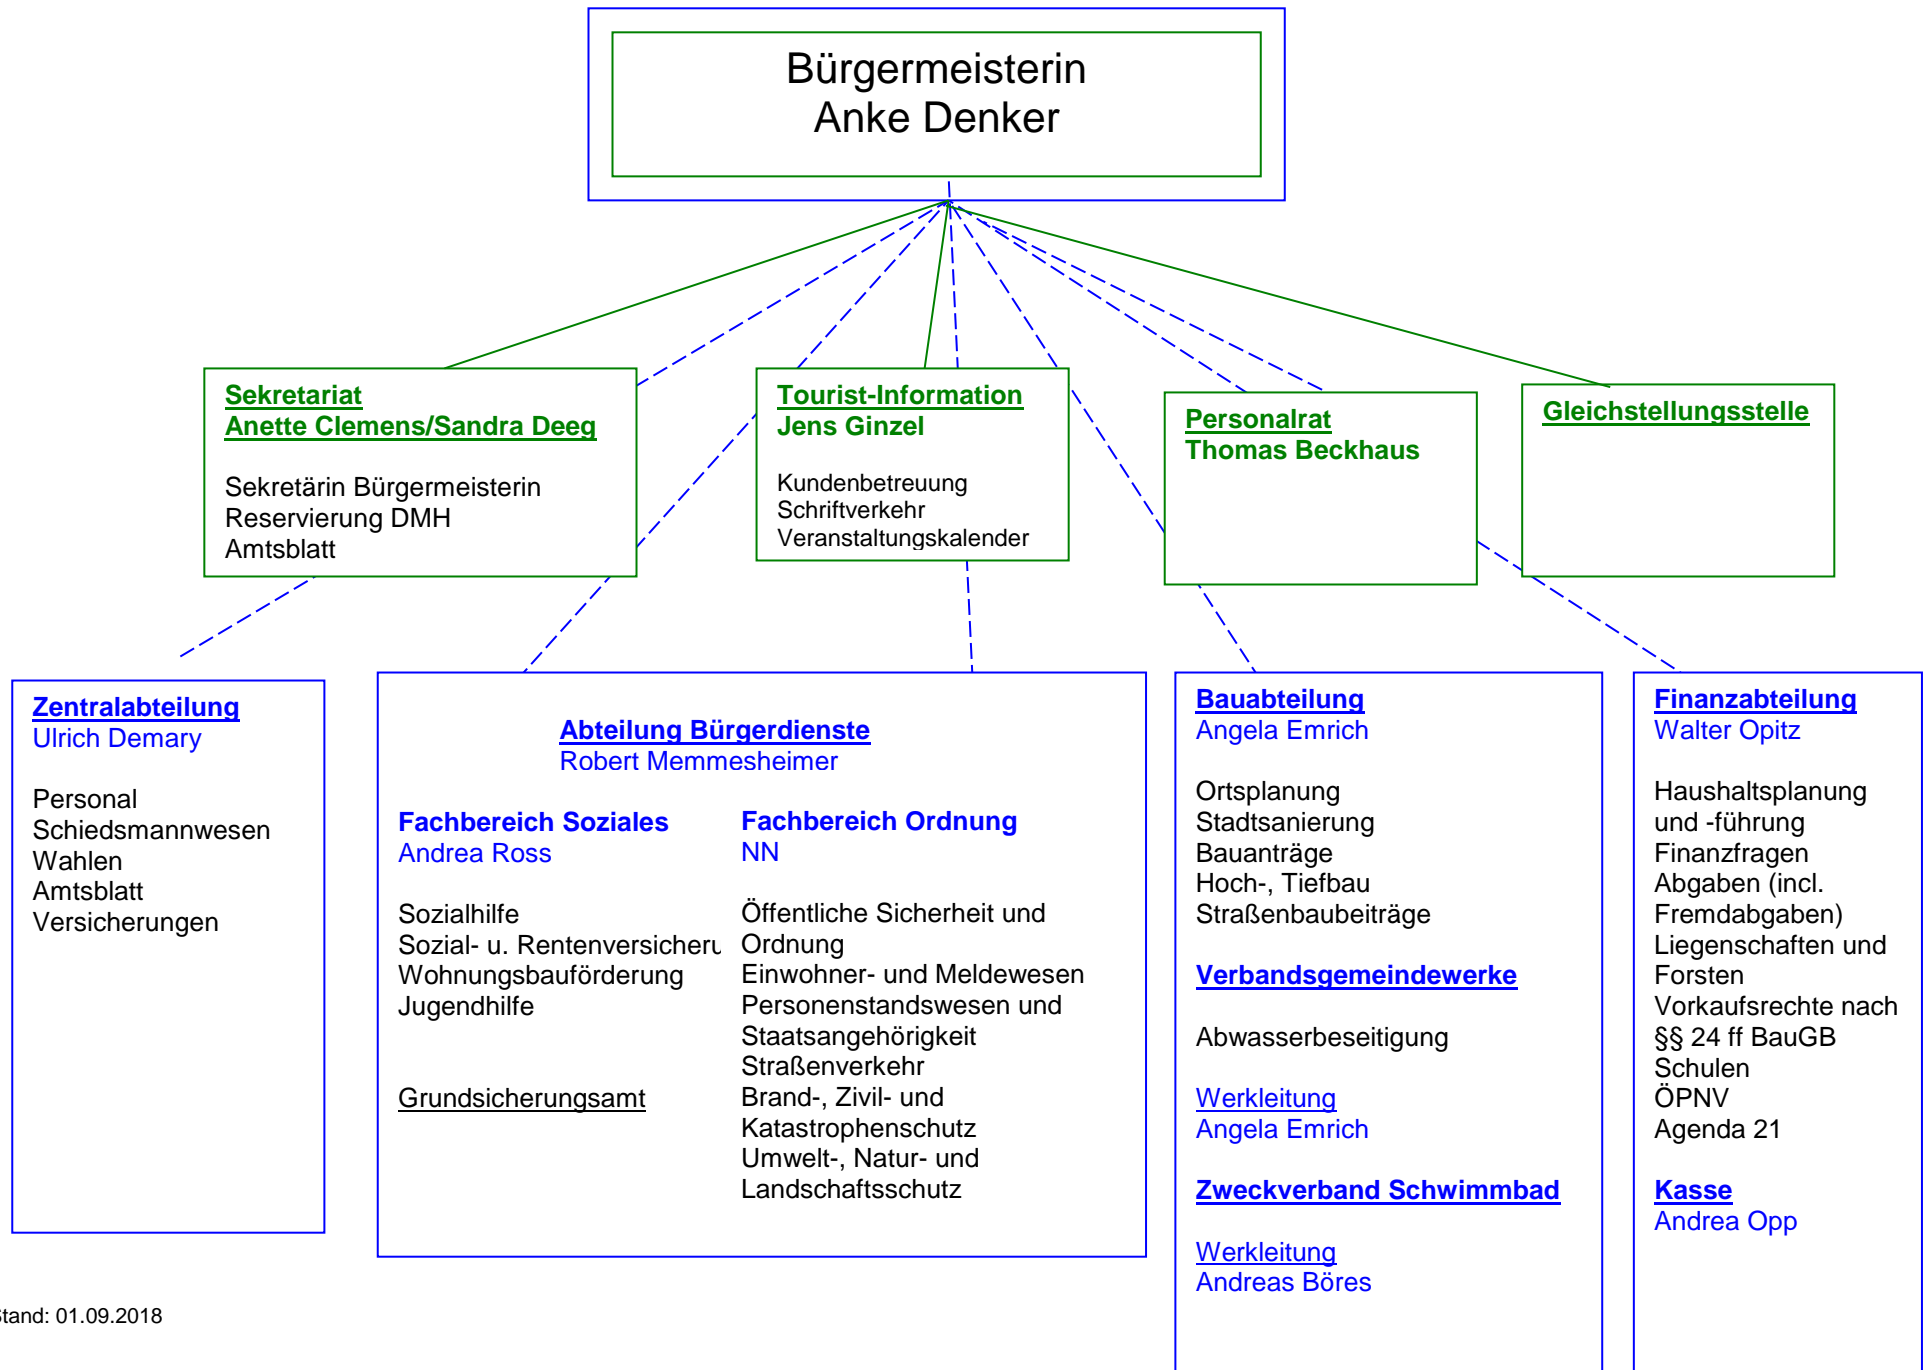 Bürgermeisterin
Anke Denker
Sekretariat
Anette Clemens/Sandra Deeg
Sekretärin Bürgermeisterin
Reservierung DMH
Amtsblatt
Tourist-Information
Jens Ginzel
Kundenbetreuung
Schriftverkehr
Veranstaltungskalender
Personalrat
Thomas Beckhaus
Gleichstellungsstelle
Zentralabteilung
Ulrich Demary
Personal
Schiedsmannwesen
Wahlen
Amtsblatt
Versicherungen
Abteilung Bürgerdienste
Robert Memmesheimer
Fachbereich Soziales
Andrea Ross
Sozialhilfe
Sozial- u. Rentenversicheru
Wohnungsbauförderung
Jugendhilfe
Grundsicherungsamt
Fachbereich Ordnung
NN
Öffentliche Sicherheit und
Ordnung
Einwohner- und Meldewesen
Personenstandswesen und
Staatsangehörigkeit
Straßenverkehr
Brand-, Zivil- und
Katastrophenschutz
Umwelt-, Natur- und
Landschaftsschutz
Bauabteilung
Angela Emrich
Ortsplanung
Stadtsanierung
Bauanträge
Hoch-, Tiefbau
Straßenbaubeiträge
Verbandsgemeindewerke
Abwasserbeseitigung
Werkleitung
Angela Emrich
Zweckverband Schwimmbad
Werkleitung
Andreas Böres
Finanzabteilung
Walter Opitz
Haushaltsplanung
und -führung
Finanzfragen
Abgaben (incl.
Fremdabgaben)
Liegenschaften und
Forsten
Vorkaufsrechte nach
§§ 24 ff BauGB
Schulen
ÖPNV
Agenda 21
Kasse
Andrea Opp
Stand: 01.09.2018